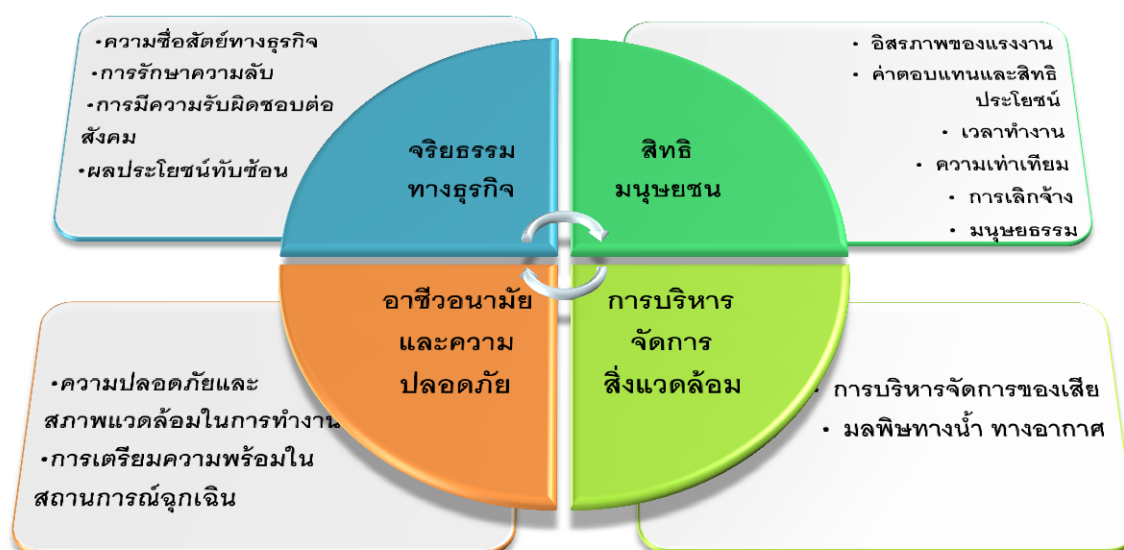 •ความซื่อสัตย์ทางธุรกิจ
•การรักษาความลับ
•การมีความรับผิดชอบต่อ
สังคม
•ผลประโยชน์ทับซ้อน
จริยธรรม
ทางธุรกิจ
สิทธิ
มนุษยชน
• อิสรภาพของแรงงาน
• ค่าตอบแทนและสิทธิ
ประโยชน์
• เวลาทำงาน
• ความเท่าเทียม
• การเลิกจ้าง
• มนุษยธรรม
•ความปลอดภัยและ
สภาพแวดล้อมในการทำงาน
•การเตรียมความพร้อมใน
สถานการณ์ฉุกเฉิน
อาชีวอนามัย
และความ
ปลอดภัย
การบริหาร
จัดการ
สิ่งแวดล้อม
• การบริหารจัดการของเสีย
• มลพิษทางน้ำ ทางอากาศ